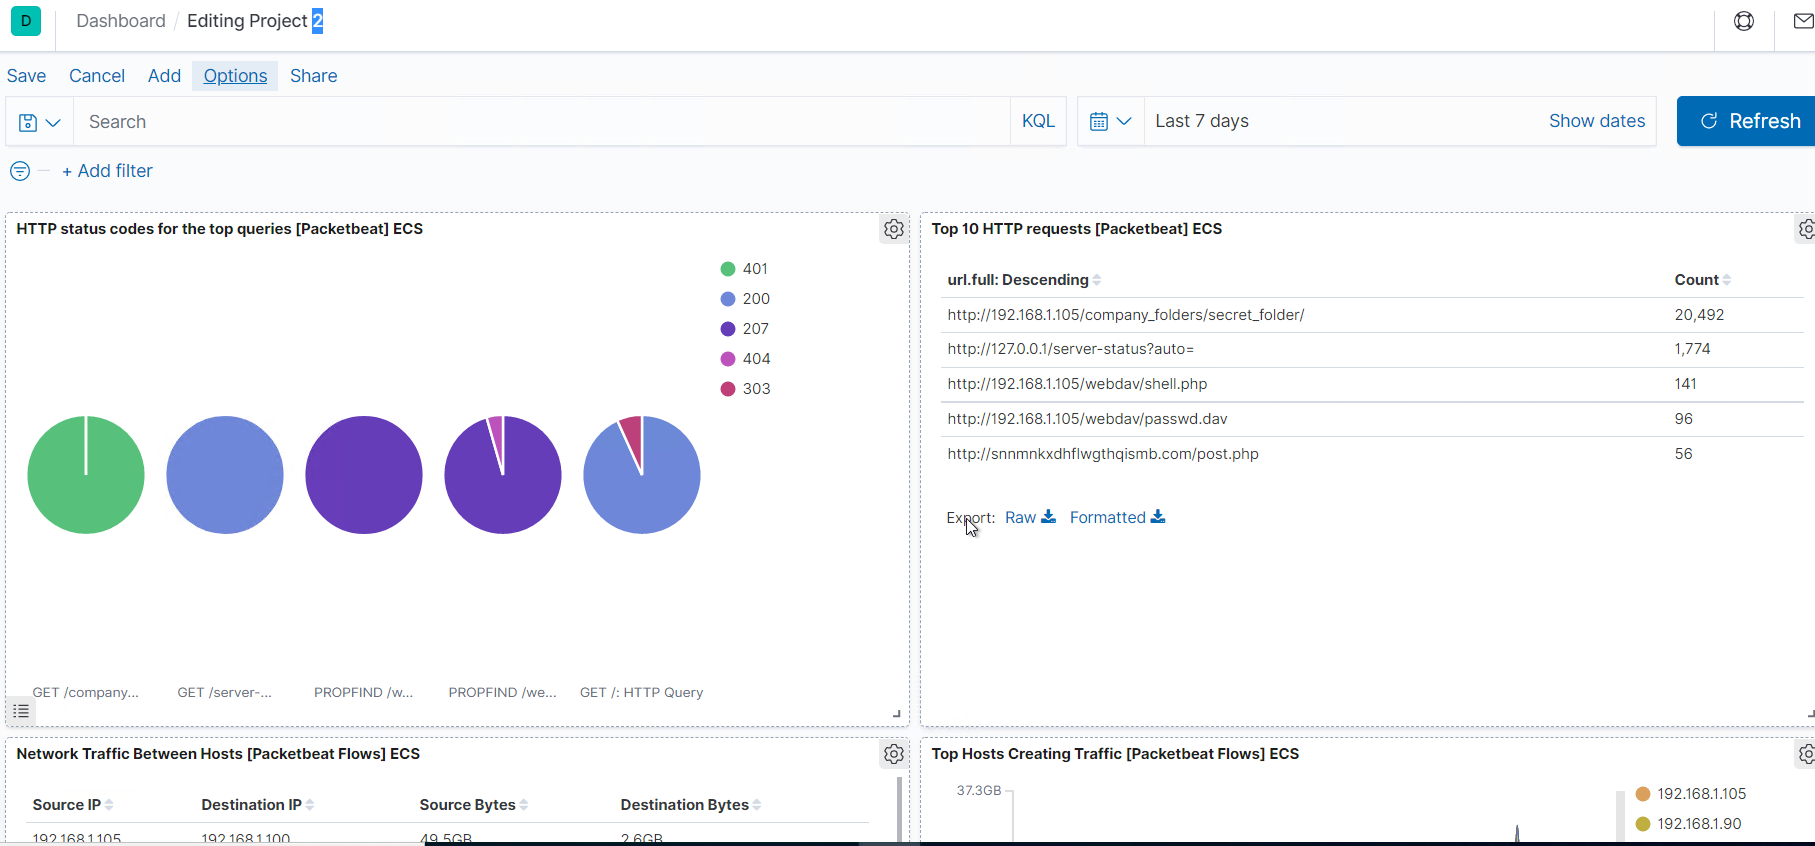 D Dashboard / Editing Project 2
Save Cancel Add Options Share
Search KQL Last 7 days Show dates Refresh
+ Add filter
HTTP status codes for the top queries [Packetbeat] ECS
401
200
207
404
303
GET /company... GET /server-... PROPFIND /w... PROPFIND /we... GET /: HTTP Query
Top 10 HTTP requests [Packetbeat] ECS
url.full: Descending Count
http://192.168.1.105/company_folders/secret_folder/ 20,492
http://127.0.0.1/server-status?auto= 1,774
http://192.168.1.105/webdav/shell.php 141
http://192.168.1.105/webdav/passwd.dav 96
http://snnmnkxdhflwgthqismb.com/post.php 56
Export: Raw Formatted
Network Traffic Between Hosts [Packetbeat Flows] ECS
Source IP Destination IP Source Bytes Destination Bytes
192.168.1.105 192.168.1.100 49.5GB 2.6GB
Top Hosts Creating Traffic [Packetbeat Flows] ECS
37.3GB
192.168.1.105
192.168.1.90